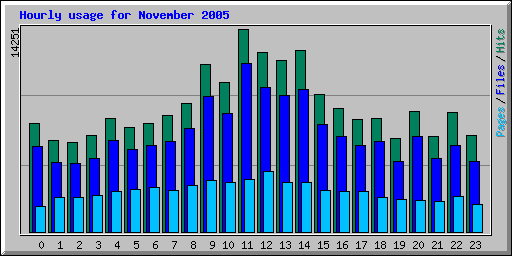 Hourly usage for November 2005
14251
Pages/Files/Hits
0 1 2 3 4 5 6 7 8 9 10 11 12 13 14 15 16 17 18 19 20 21 22 23